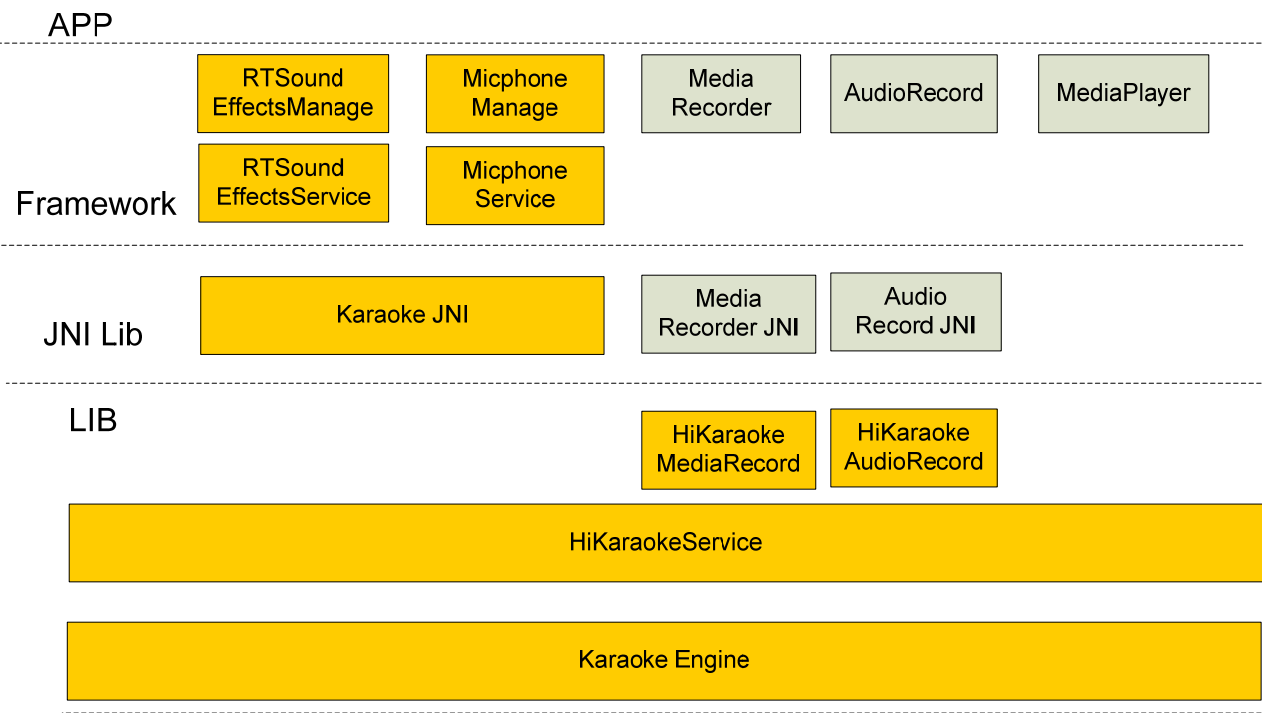 APP
RTSound
EffectsManage
Micphone
Manage
Media
Recorder
AudioRecord
MediaPlayer
RTSound
EffectsService
Micphone
Service
Framework
Karaoke JNI
Media
Recorder JNI
Audio
Record JNI
JNI Lib
LIB
HiKaraoke
MediaRecord
HiKaraoke
AudioRecord
HiKaraokeService
Karaoke Engine